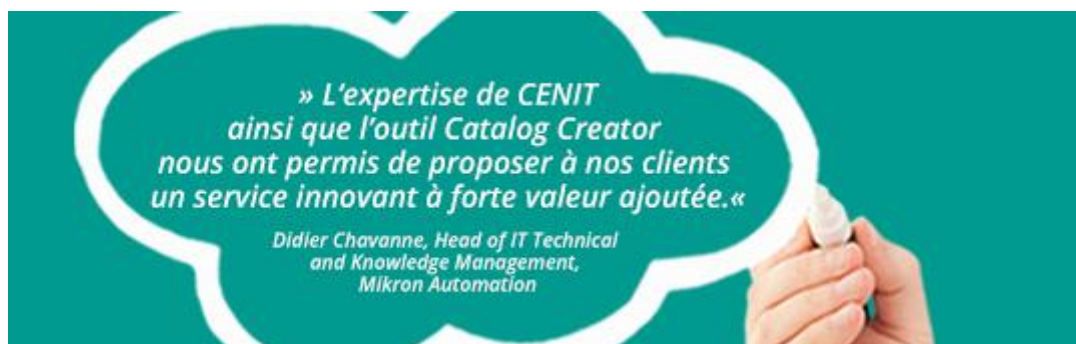 » L‘expertise de CENIT
ainsi que l’outil Catalog Creator
nous ont permis de proposer à nos clients
un service innovant à forte valeur ajoutée.«
Didier Chavanne, Head of IT Technical
and Knowledge Management,
Mikron Automation